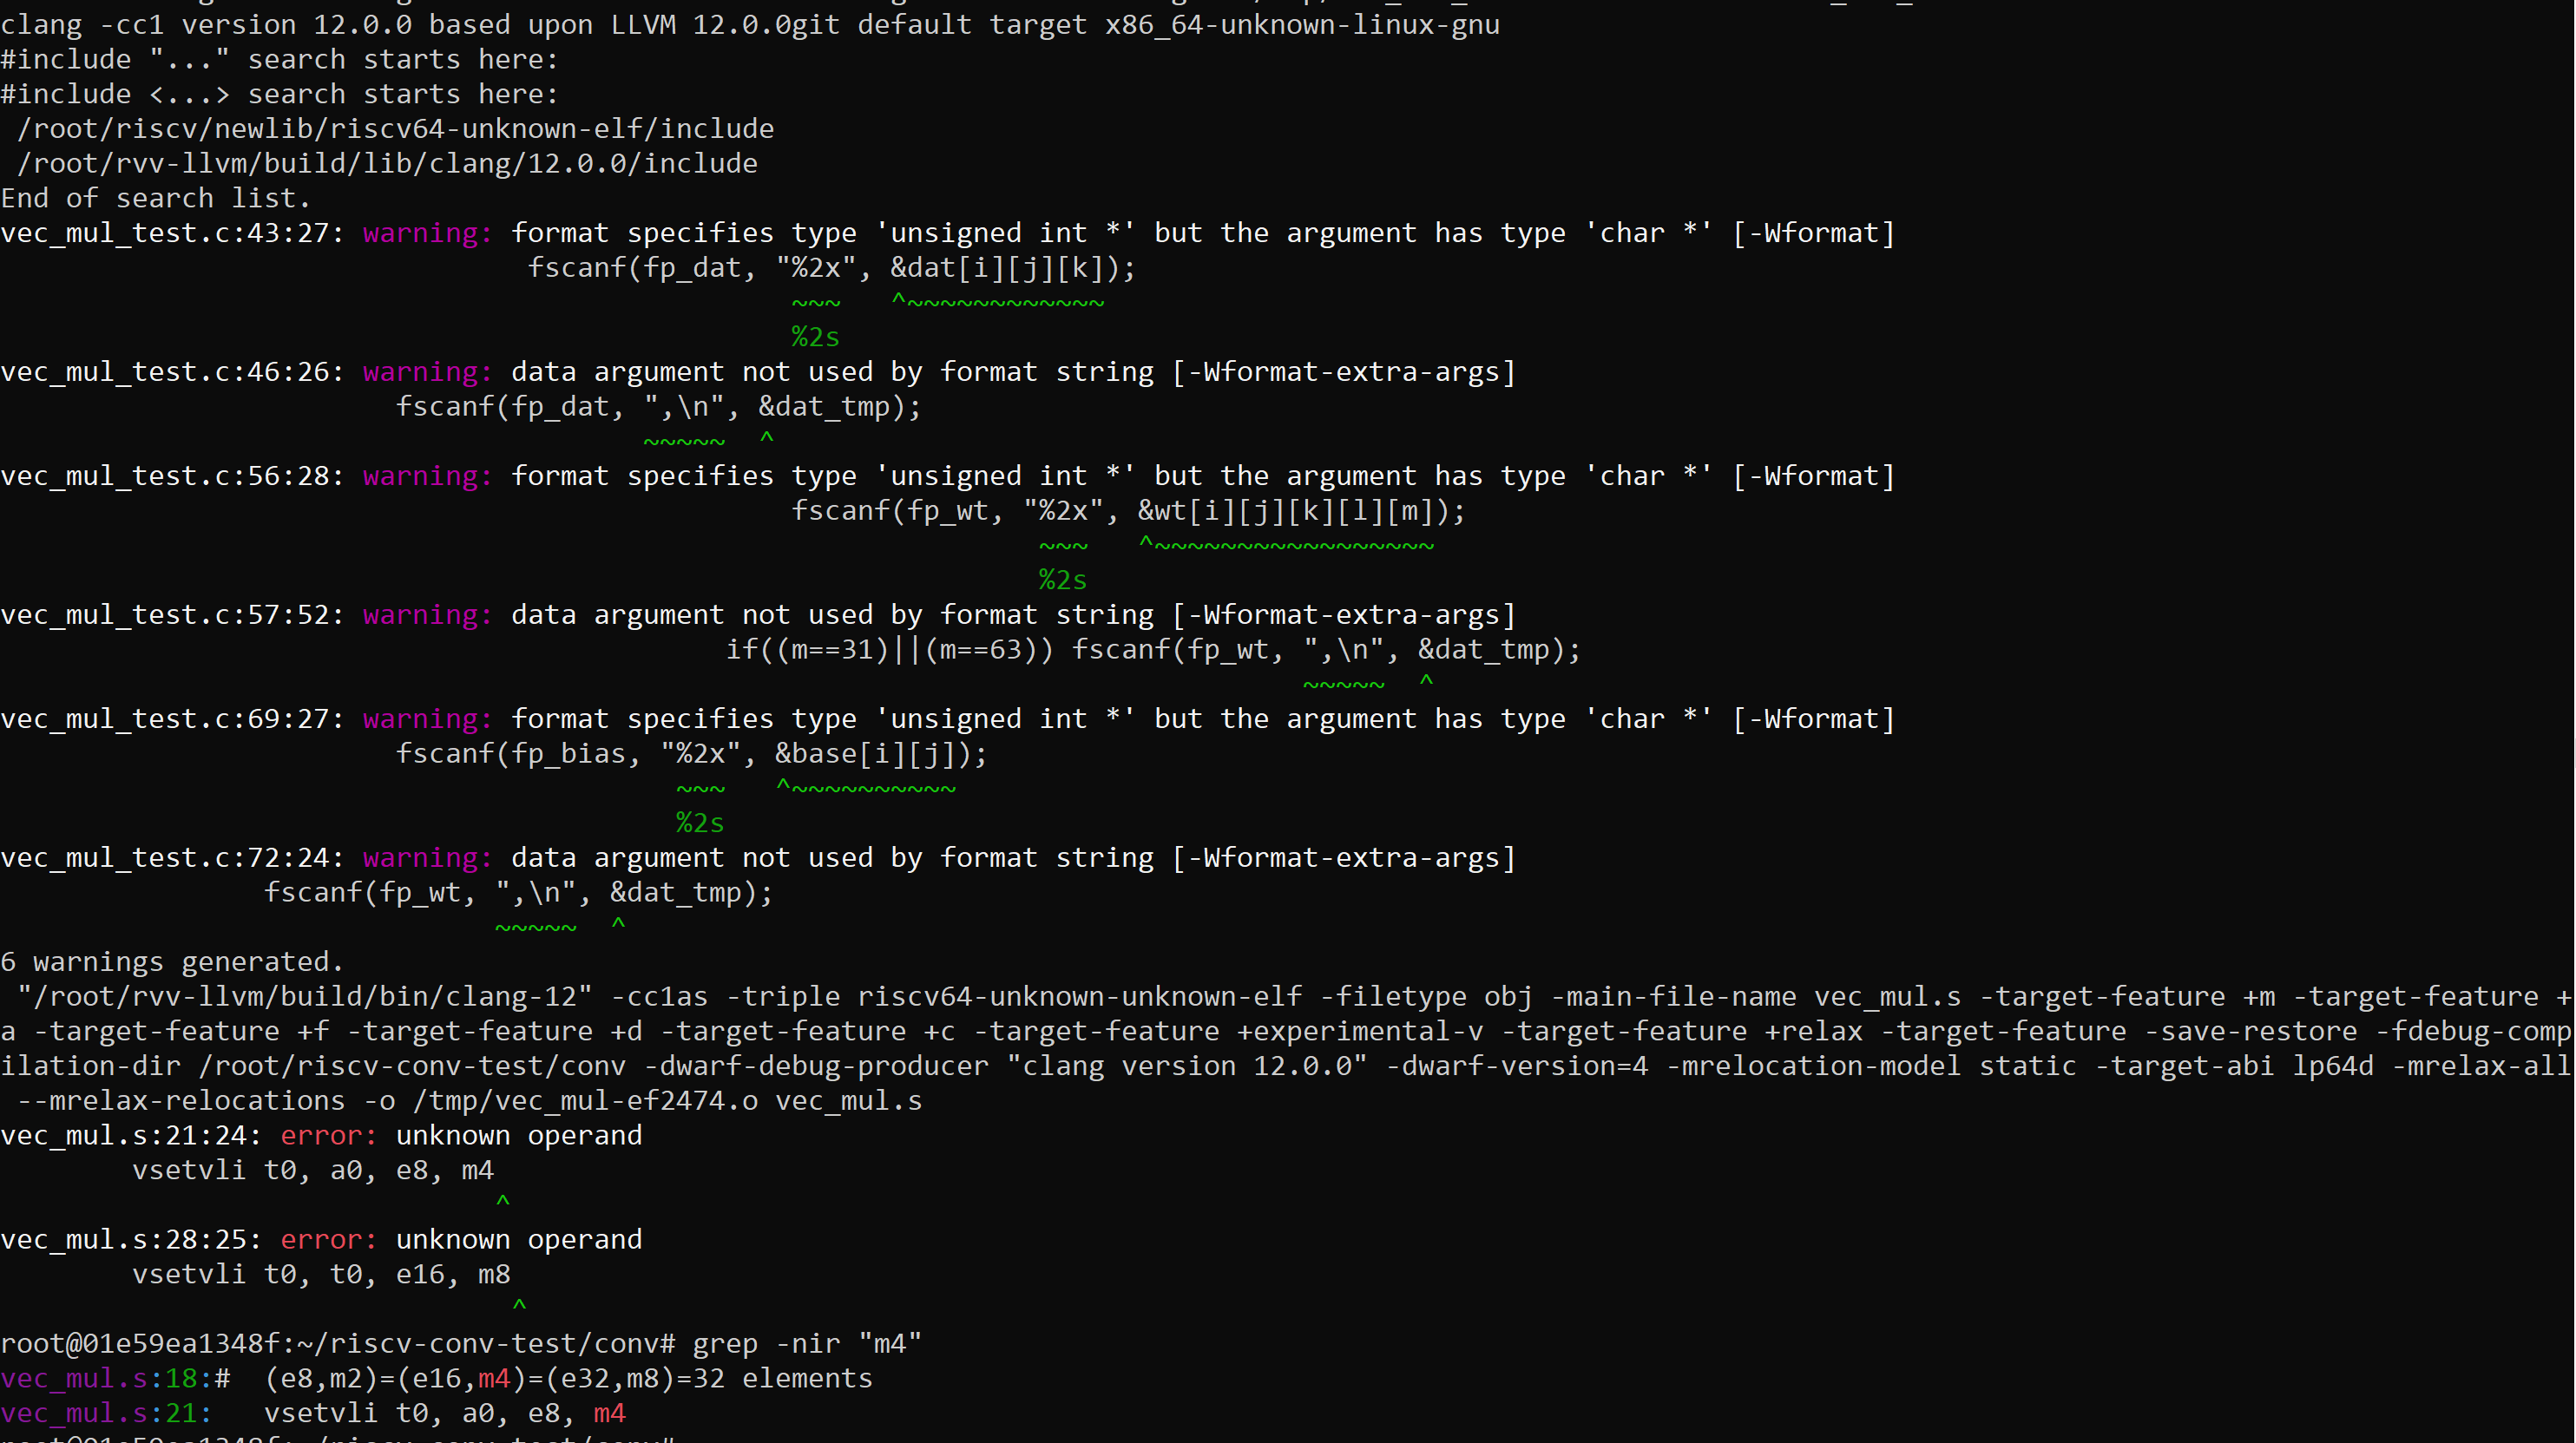 clang -cc1 version 12.0.0 based upon LLVM 12.0.0git default target x86_64-unknown-linux-gnu
#include "..." search starts here:
#include <...> search starts here:
 /root/riscv/newlib/riscv64-unknown-elf/include
 /root/rvv-llvm/build/lib/clang/12.0.0/include
End of search list.
vec_mul_test.c:43:27: warning: format specifies type 'unsigned int *' but the argument has type 'char *' [-Wformat]
                                fscanf(fp_dat, "%2x", &dat[i][j][k]);
                                                ~~~   ^~~~~~~~~~~~~
                                                %2s
vec_mul_test.c:46:26: warning: data argument not used by format string [-Wformat-extra-args]
                        fscanf(fp_dat, ",\n", &dat_tmp);
                                       ~~~~~  ^
vec_mul_test.c:56:28: warning: format specifies type 'unsigned int *' but the argument has type 'char *' [-Wformat]
                                                fscanf(fp_wt, "%2x", &wt[i][j][k][l][m]);
                                                               ~~~   ^~~~~~~~~~~~~~~~~~
                                                               %2s
vec_mul_test.c:57:52: warning: data argument not used by format string [-Wformat-extra-args]
                                            if((m==31)||(m==63)) fscanf(fp_wt, ",\n", &dat_tmp);
                                                                               ~~~~~  ^
vec_mul_test.c:69:27: warning: format specifies type 'unsigned int *' but the argument has type 'char *' [-Wformat]
                        fscanf(fp_bias, "%2x", &base[i][j]);
                                         ~~~   ^~~~~~~~~~~
                                         %2s
vec_mul_test.c:72:24: warning: data argument not used by format string [-Wformat-extra-args]
                fscanf(fp_wt, ",\n", &dat_tmp);
                              ~~~~~  ^
6 warnings generated.
 "/root/rvv-llvm/build/bin/clang-12" -cc1as -triple riscv64-unknown-unknown-elf -filetype obj -main-file-name vec_mul.s -target-feature +m -target-feature +
a -target-feature +f -target-feature +d -target-feature +c -target-feature +experimental-v -target-feature +relax -target-feature -save-restore -fdebug-comp
ilation-dir /root/riscv-conv-test/conv -dwarf-debug-producer "clang version 12.0.0" -dwarf-version=4 -mrelocation-model static -target-abi lp64d -mrelax-all
 --mrelax-relocations -o /tmp/vec_mul-ef2474.o vec_mul.s
vec_mul.s:21:24: error: unknown operand
        vsetvli t0, a0, e8, m4
                              ^
vec_mul.s:28:25: error: unknown operand
        vsetvli t0, t0, e16, m8
                               ^
root@01e59ea1348f:~/riscv-conv-test/conv# grep -nir "m4"
vec_mul.s:18:#  (e8,m2)=(e16,m4)=(e32,m8)=32 elements
vec_mul.s:21:   vsetvli t0, a0, e8, m4
root@01e59ea1348f:~/riscv-conv-test/conv#